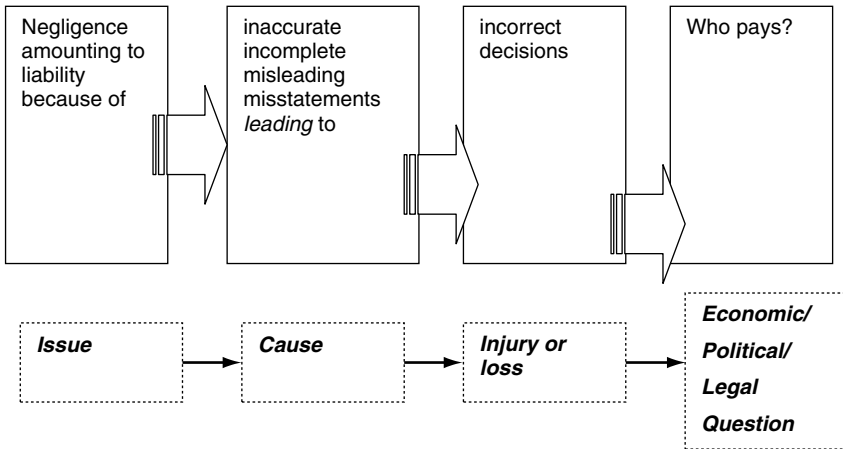 Negligence
amounting to
liability
because of
inaccurate
incomplete
misleading
misstatements
leading to
incorrect
decisions
Who pays?
Issue
Cause
Injury or
loss
Economic/
Political/
Legal
Question